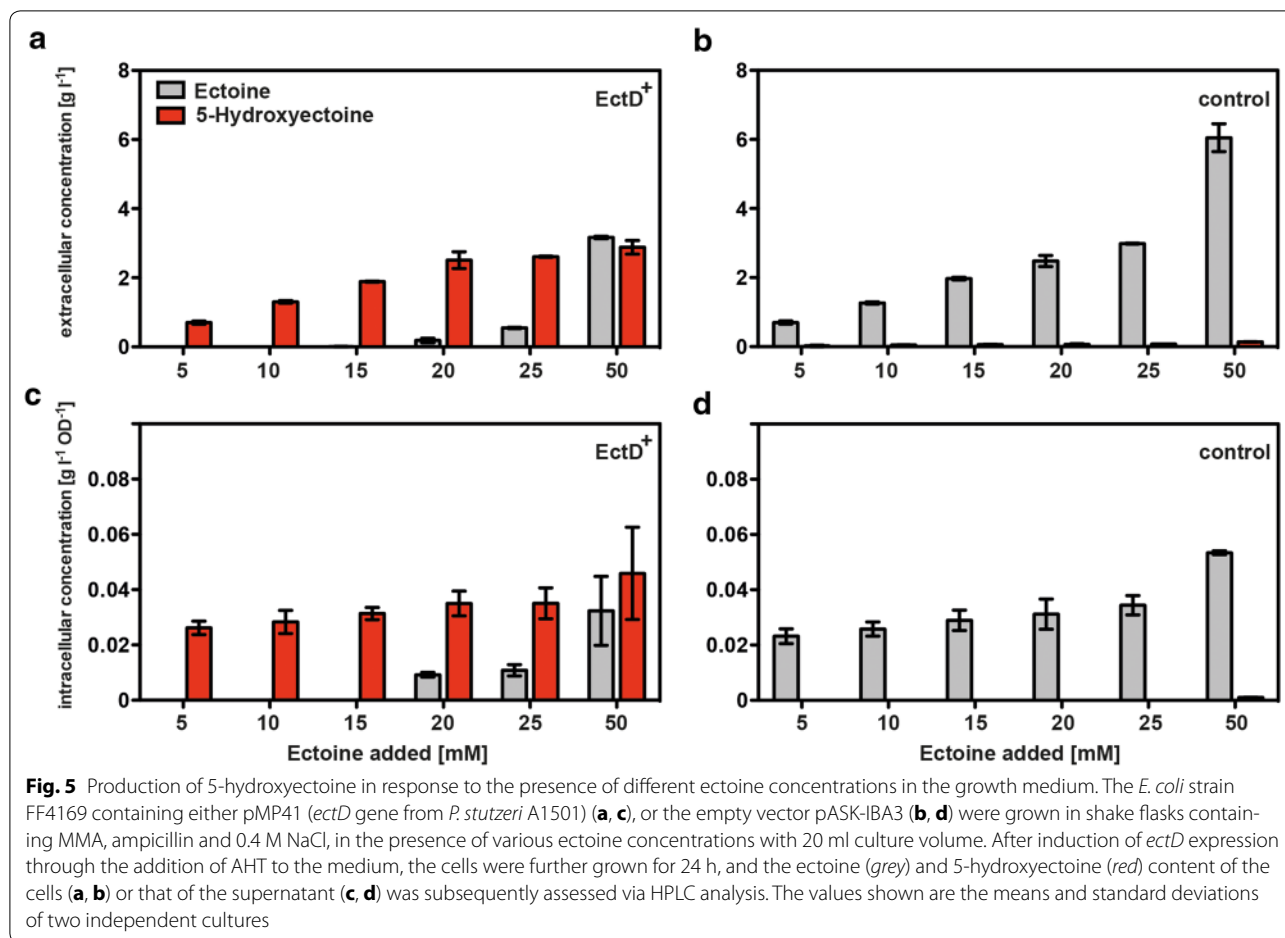 a
b
8
6
4
2
0
extracellular concentration [g l-1]
Ectoine
5-Hydroxyectoine
EctD+
5 10 15 20 25 50
8
6
4
2
0
control
5 10 15 20 25 50
c
d
0.08
0.06
0.04
0.02
0
intracellular concentration [g l-1 OD-1]
EctD+
5 10 15 20 25 50
Ectoine added [mM]
0.08
0.06
0.04
0.02
0
control
5 10 15 20 25 50
Ectoine added [mM]
Fig. 5 Production of 5-hydroxyectoine in response to the presence of different ectoine concentrations in the growth medium. The E. coli strain
FF4169 containing either pMP41 (ectD gene from P. stutzeri A1501) (a, c), or the empty vector pASK-IBA3 (b, d) were grown in shake flasks contain-
ing MMA, ampicillin and 0.4 M NaCl, in the presence of various ectoine concentrations with 20 ml culture volume. After induction of ectD expression
through the addition of AHT to the medium, the cells were further grown for 24 h, and the ectoine (grey) and 5-hydroxyectoine (red) content of the
cells (a, b) or that of the supernatant (c, d) was subsequently assessed via HPLC analysis. The values shown are the means and standard deviations
of two independent cultures